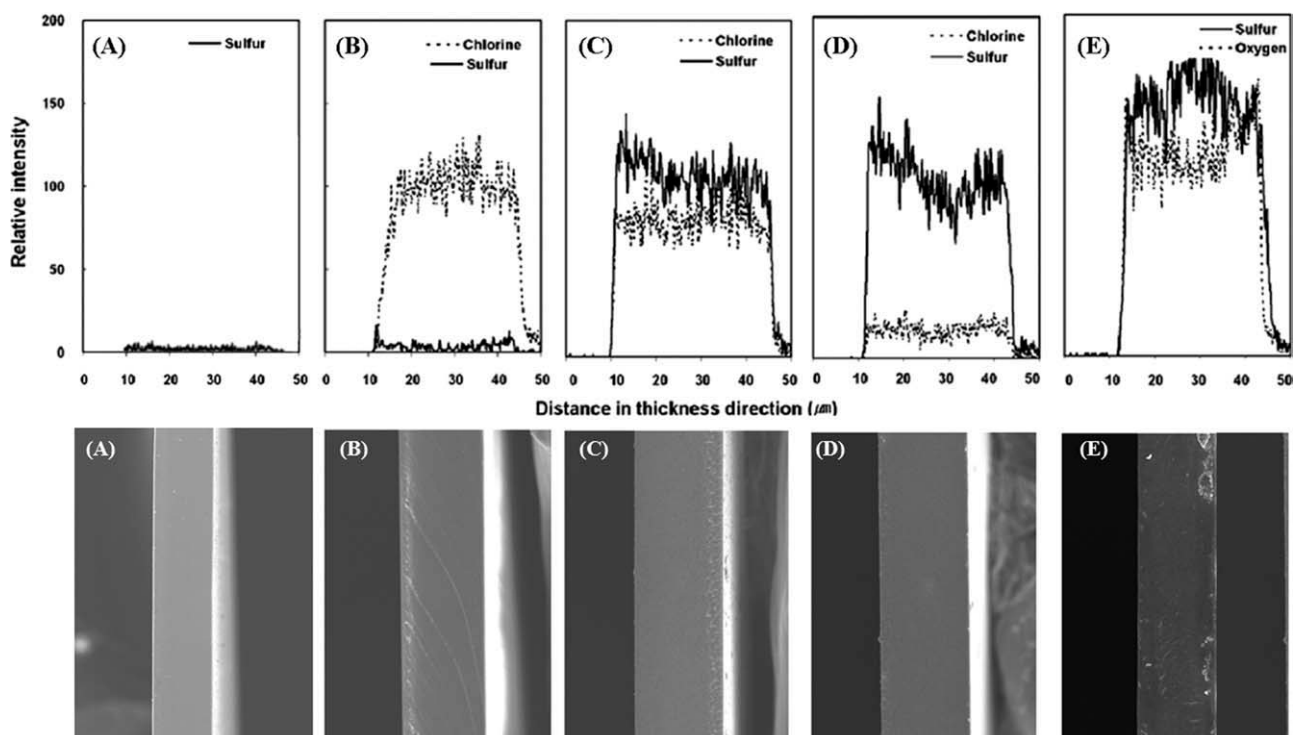 200
150
100
50
0
Relative intensity
(A)
Sulfur
0 10 20 30 40 50
(B)
Chlorine
Sulfur
0 10 20 30 40 50
(C)
Chlorine
Sulfur
0 10 20 30 40 50
(D)
Chlorine
Sulfur
0 10 20 30 40 50
(E)
Sulfur
Oxygen
0 10 20 30 40 50
Distance in thickness direction (㎛)
(A)
(B)
(C)
(D)
(E)